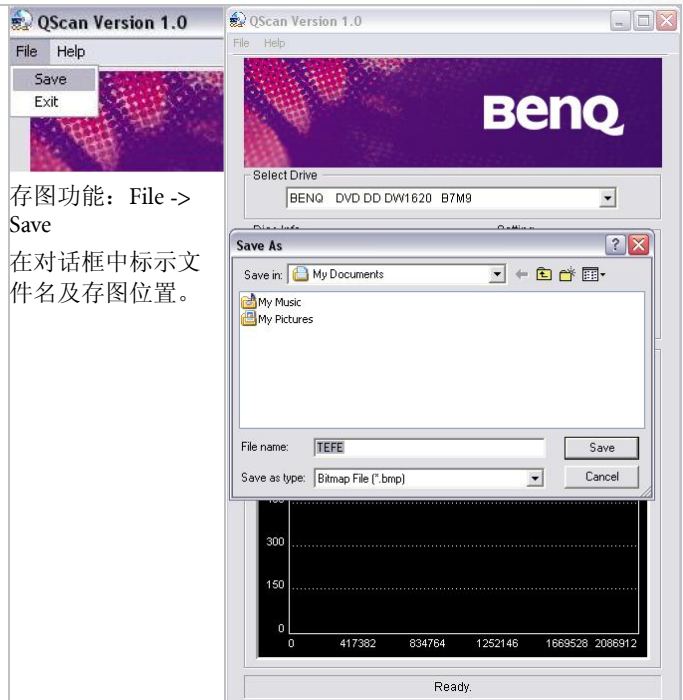 QScan Version 1.0
File Help
Save
Exit
存图功能：File ->
Save
在对话框中标示文
件名及存图位置。
QScan Version 1.0
File Help
BenQ
Select Drive
BENQ DVD DD DW1620 B7M9
Save As
Save in: My Documents
My Music
My Pictures
File name: TEFE Save
Save as type: Bitmap File (*.bmp) Cancel
300
150
0
0 417382 834764 1252146 1669528 2086912
Ready.